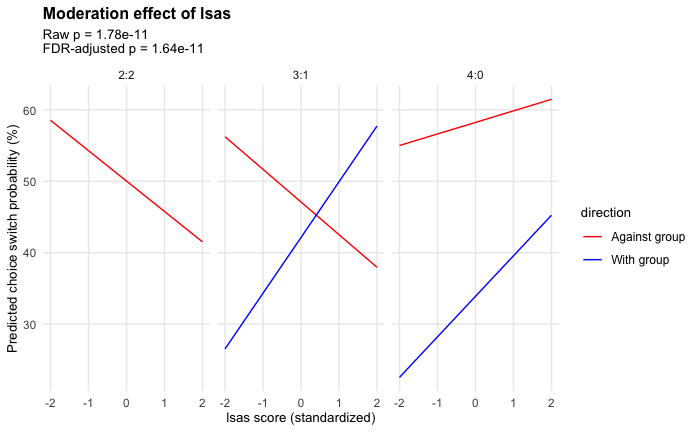 Moderation effect of lsas
Raw p = 1.78e-11
FDR-adjusted p = 1.64e-11
2:2 3:1 4:0
Predicted choice switch probability (%)
60
50
40
30
direction
Against group
With group
-2 -1 0 1 2 -2 -1 0 1 2 -2 -1 0 1 2
lsas score (standardized)